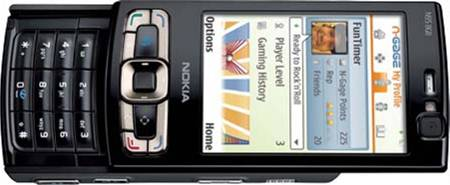 N95 8GB
N-GAGE My Profile
FunTimer
N-Gage Points 225
Rep
Friends 20
Ready to Rock'n'Roll
Player Level 3
Gaming History
Options Home
NOKIA